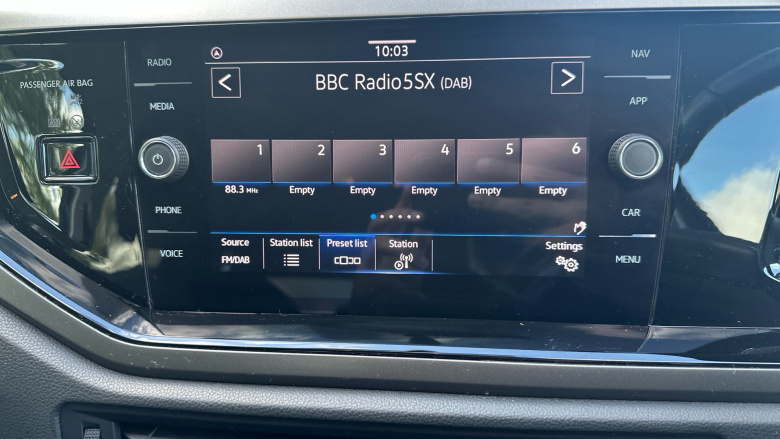 10:03
RADIO
NAV
PASSENGER AIR BAG
BBC Radio5SX (DAB)
MEDIA
APP
1 2 3 4 5 6
88.3 MHz Empty Empty Empty Empty Empty
PHONE
CAR
Source Station list Preset list Station Settings
FM/DAB
VOICE
MENU